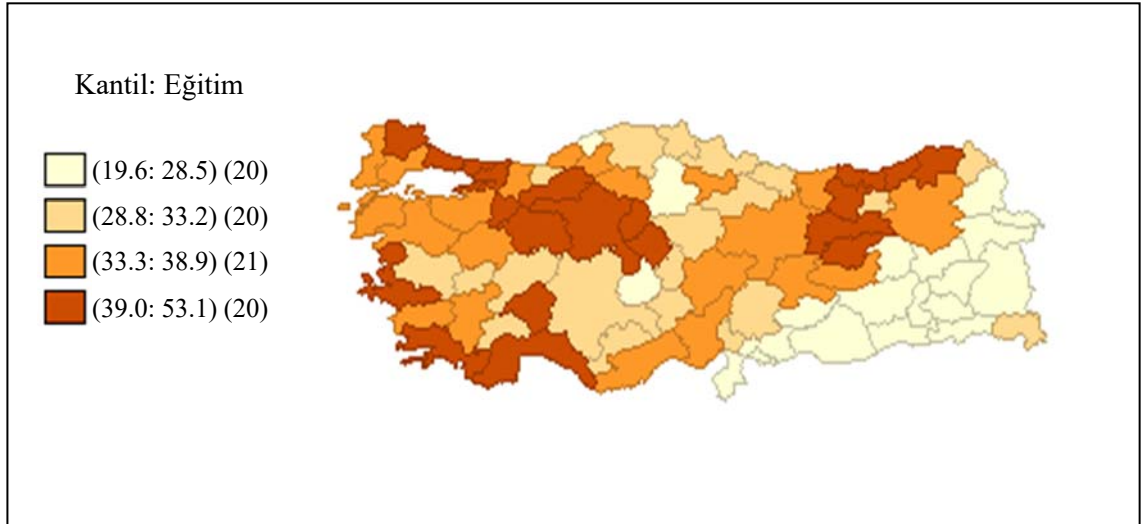 Kantil: Eğitim
(19.6: 28.5) (20)
(28.8: 33.2) (20)
(33.3: 38.9) (21)
(39.0: 53.1) (20)